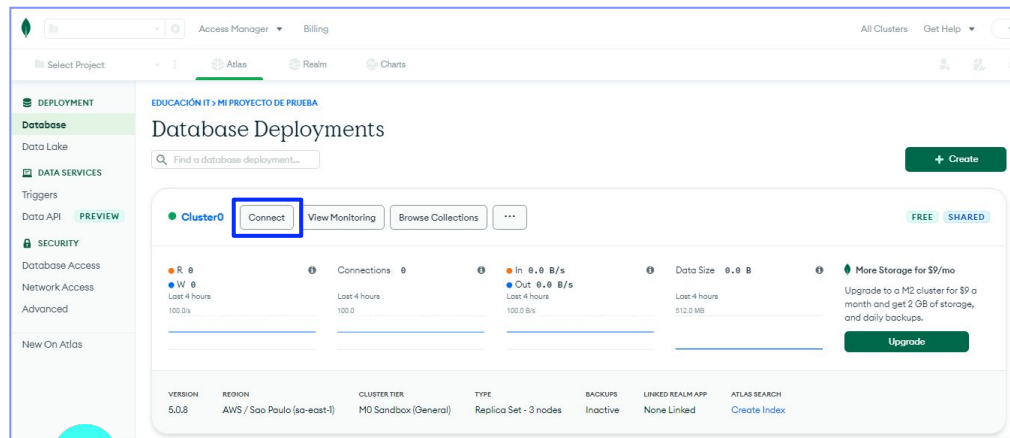 Access Manager Billing All Clusters Get Help
Select Project Atlas Realm Charts
DEPLOYMENT
Database
Data Lake
DATA SERVICES
Triggers
Data API PREVIEW
SECURITY
Database Access
Network Access
Advanced
New On Atlas
EDUCACIÓN IT > MI PROYECTO DE PRUEBA
Database Deployments
Find a database deployment...
+ Create
Cluster0 Connect View Monitoring Browse Collections ... FREE SHARED
R 0
W 0
Last 4 hours
100.0/s
Connections 0
Last 4 hours
100.0
In 0.0 B/s
Out 0.0 B/s
Last 4 hours
100.0 B/s
Data Size 0.0 B
Last 4 hours
512.0 MB
More Storage for $9/mo
Upgrade to a M2 cluster for $9 a
month and get 2 GB of storage,
and daily backups.
Upgrade
VERSION REGION CLUSTER TIER TYPE BACKUPS LINKED REALM APP ATLAS SEARCH
5.0.8 AWS / Sao Paulo (sa-east-1) M0 Sandbox (General) Replica Set - 3 nodes Inactive None Linked Create Index